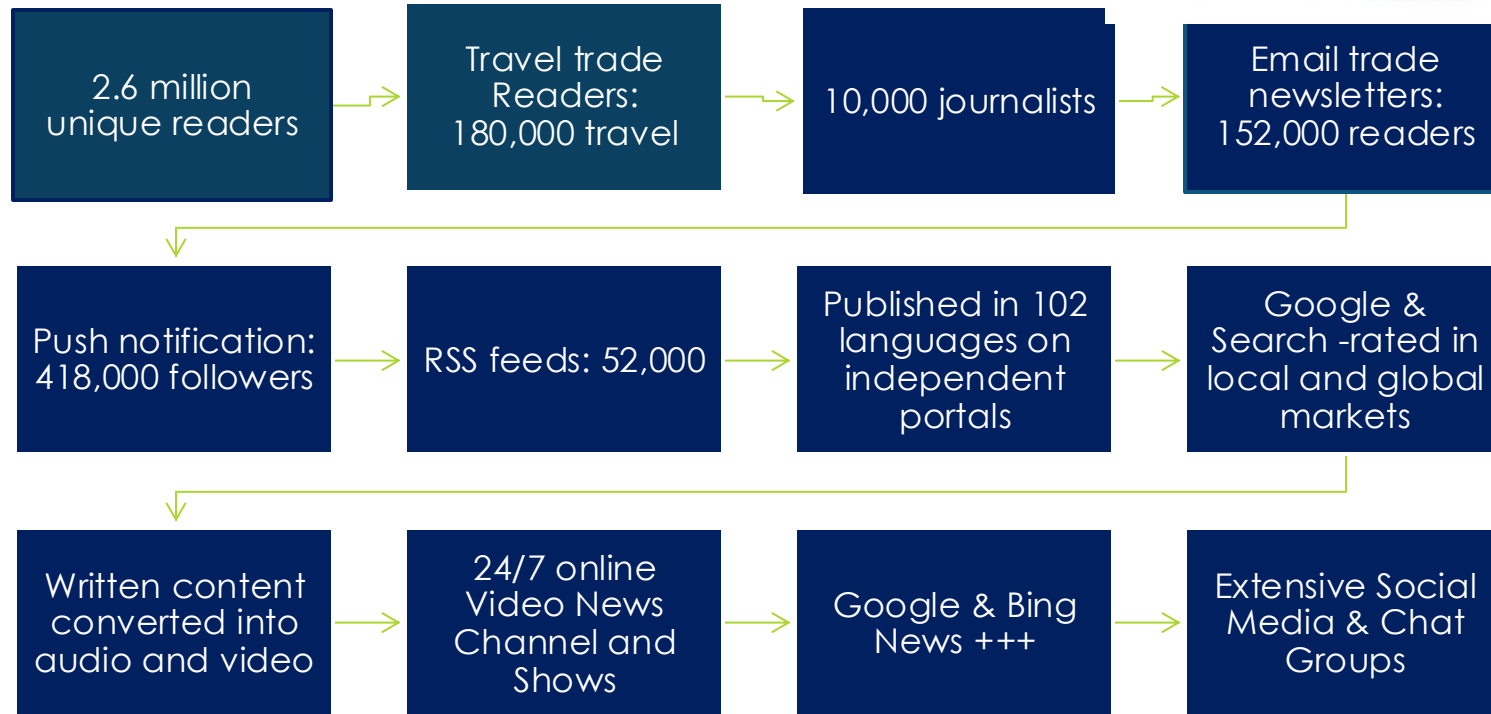 2.6 million
unique readers
Travel trade
Readers:
180,000 travel
10,000 journalists
Email trade
newsletters:
152,000 readers
Push notification:
418,000 followers
RSS feeds: 52,000
Published in 102
languages on
independent
portals
Google &
Search -rated in
local and global
markets
Written content
converted into
audio and video
24/7 online
Video News
Channel and
Shows
Google & Bing
News +++
Extensive Social
Media & Chat
Groups